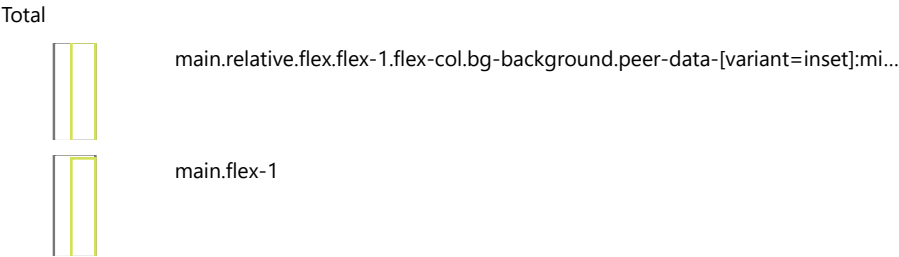 Total
main.relative.flex.flex-1.flex-col.bg-background.peer-data-[variant=inset]:mi...
main.flex-1